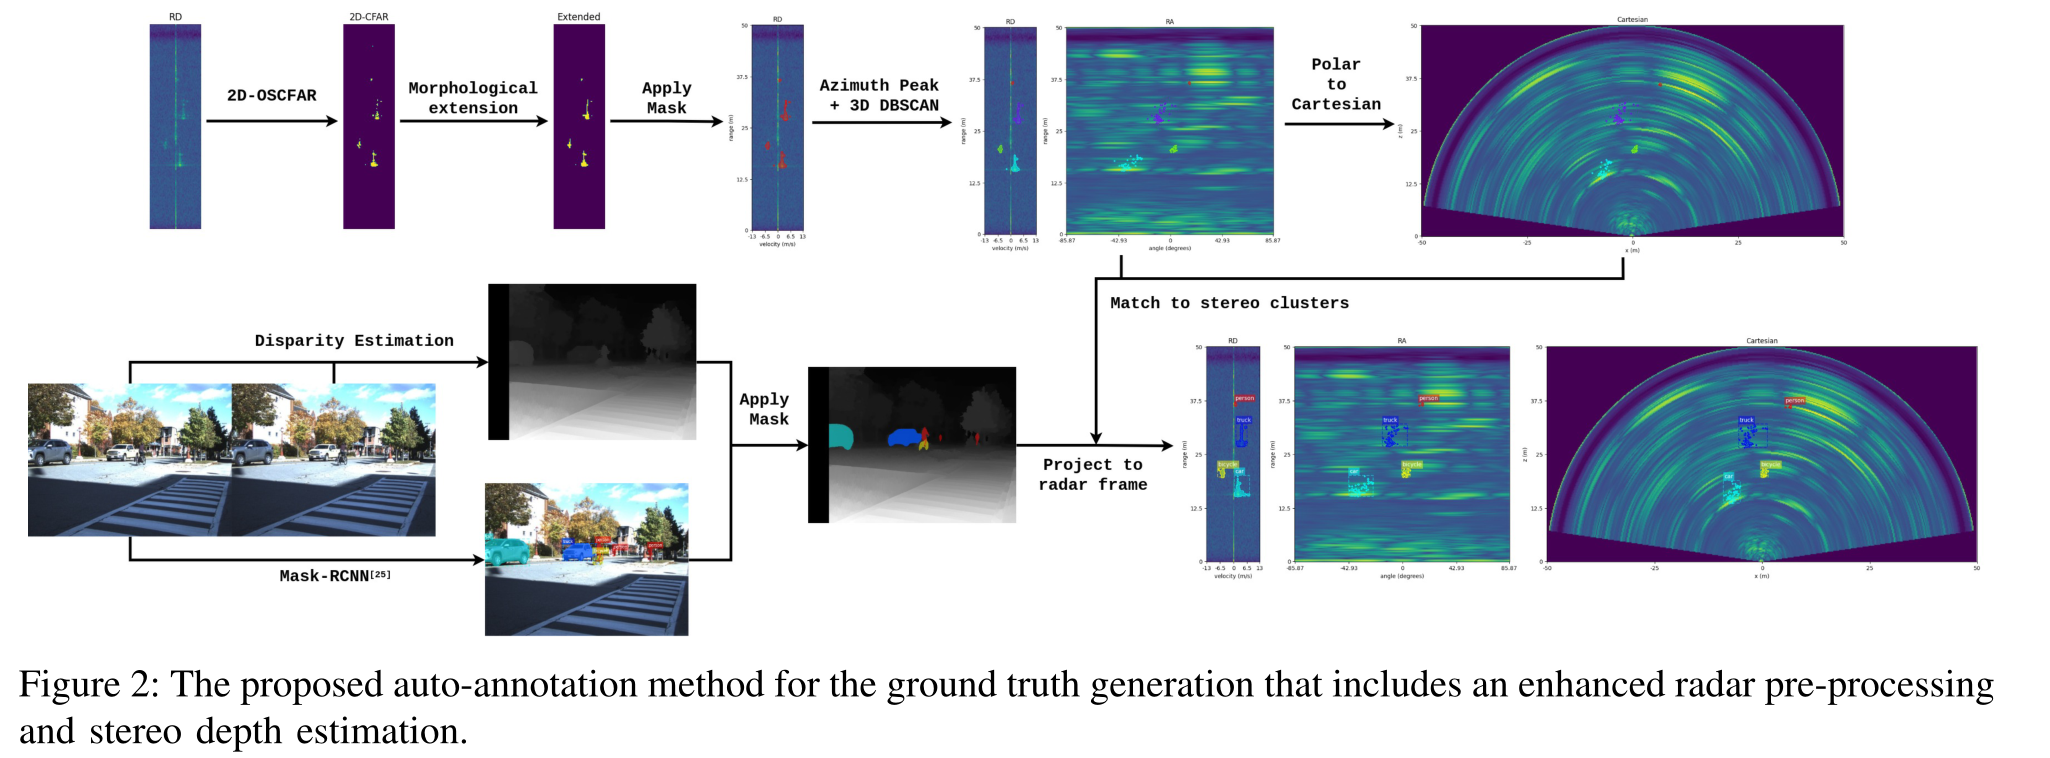 RD
2D-CFAR
Extended
RD
RD
RA
Cartesian
2D-OSCFAR
Morphological
extension
Apply
Mask
Azimuth Peak
+ 3D DBSCAN
Polar
to
Cartesian
50
37.5
25
12.5
0
range (m)
-13 -6.5 0 6.5 13
velocity (m/s)
50
37.5
25
12.5
0
range (m)
-13 -6.5 0 6.5 13
velocity (m/s)
50
37.5
25
12.5
0
-85.87 -42.93 0 42.93 85.87
angle (degrees)
50
37.5
25
12.5
0
z (m)
-50 -25 0 25 50
x (m)
Match to stereo clusters
Disparity Estimation
Mask-RCNN[25]
truck
person
person
Apply
Mask
Project to
radar frame
RD
50
37.5
25
12.5
0
range (m)
person
truck
bicycle
car
-13 -6.5 0 6.5 13
velocity (m/s)
RA
50
37.5
25
12.5
0
range (m)
person
truck
bicycle
car
-85.87 -42.93 0 42.93 85.87
angle (degrees)
Cartesian
50
37.5
25
12.5
0
z (m)
person
truck
bicycle
car
-50 -25 0 25 50
x (m)
Figure 2: The proposed auto-annotation method for the ground truth generation that includes an enhanced radar pre-processing
and stereo depth estimation.